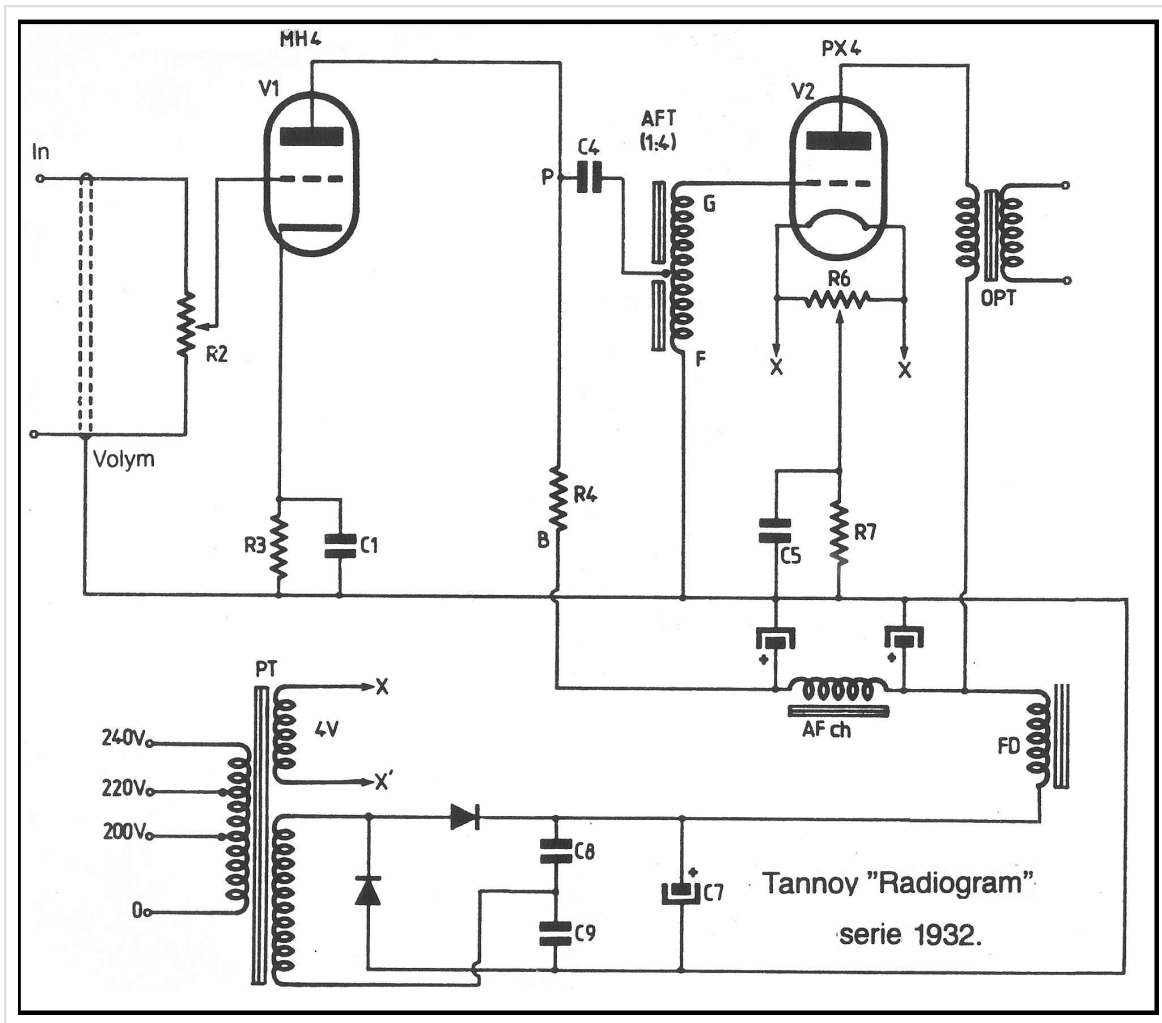 MH4
V1
In
R2
Volym
R3
C1
P
C4
R4
B
AFT
(1:4)
G
F
PX4
V2
R6
X
X
OPT
C5
R7
+
+
AF ch
FD
PT
X
4V
X'
240V
220V
200V
0
C8
C9
+
C7
Tannoy "Radiogram"
serie 1932.